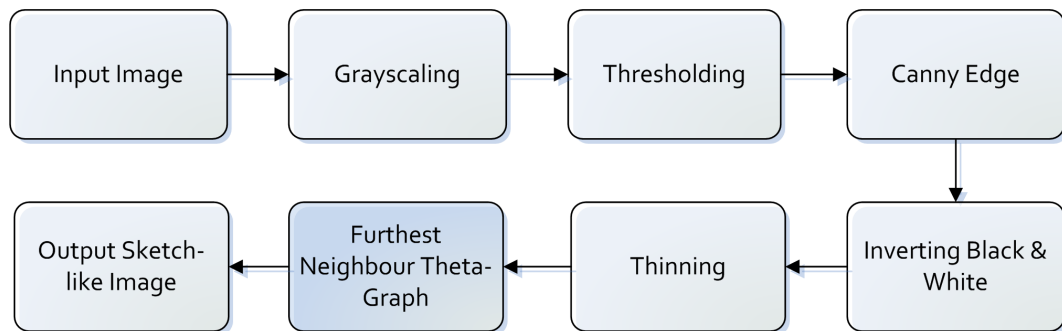 Input Image
Grayscaling
Thresholding
Canny Edge
Inverting Black &
White
Thinning
Furthest
Neighbour Theta-
Graph
Output Sketch-
like Image